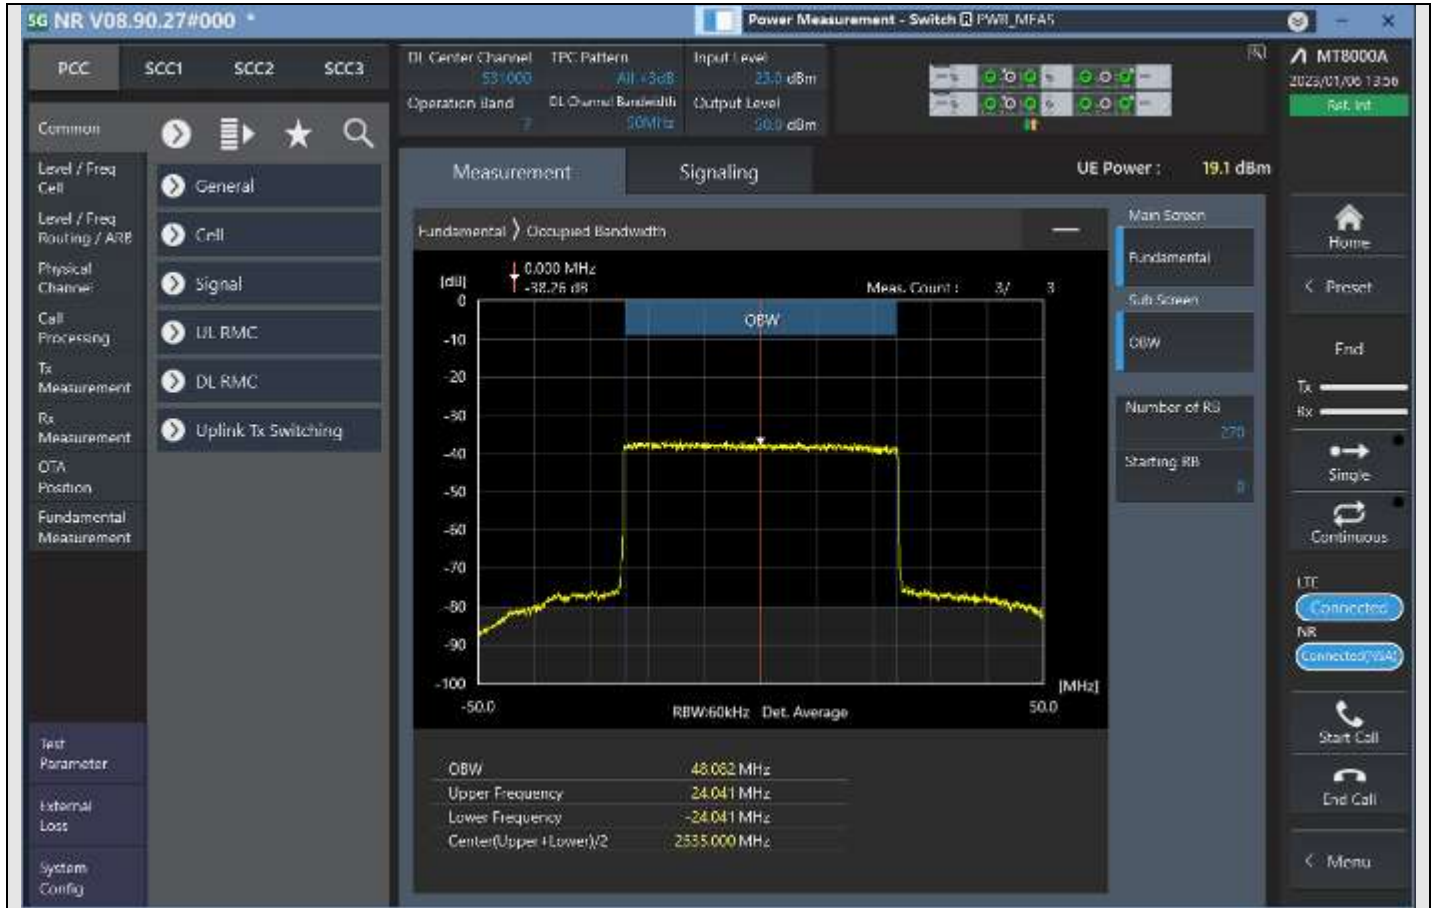 SG NR V08.90.27#000 *
Power Measurement - Switch R PWR_MEAS
PCC
SCC1
SCC2
SCC3
DL Center Channel
531000
TPC Pattern
All +3dB
Input Level
23.0 dBm
Operation Band
7
DL Channel Bandwidth
50MHz
Output Level
dBm
MT8000A
2023/01/06 13:56
Ref. Int
Common
Level / Freq
Cell
Level / Freq
Routing / ARB
Physical
Channel
Call
Processing
Tx
Measurement
Rx
Measurement
OTA
Position
Fundamental
Measurement
Test
Parameter
External
Loss
System
Config
General
Cell
Signal
UL RMC
DL RMC
Uplink Tx Switching
Measurement
Signaling
UE Power : 19.1 dBm
Fundamental > Occupied Bandwidth
[dB]
0.000 MHz
-38.26 dB
Meas. Count : 3/ 3
OBW
0
-10
-20
-30
-40
-50
-60
-70
-80
-90
-100
[MHz]
-50.0
RBW:60kHz Det. Average
50.0
OBW 48.082 MHz
Upper Frequency 24.041 MHz
Lower Frequency -24.041 MHz
Center(Upper+Lower)/2 2535.000 MHz
Main Screen
Fundamental
Sub Screen
OBW
Number of RB
270
Starting RB
0
Home
< Preset
End
Tx
Rx
Single
Continuous
LTE
Connected
NR
Connected(NSA)
Start Call
End Call
< Menu